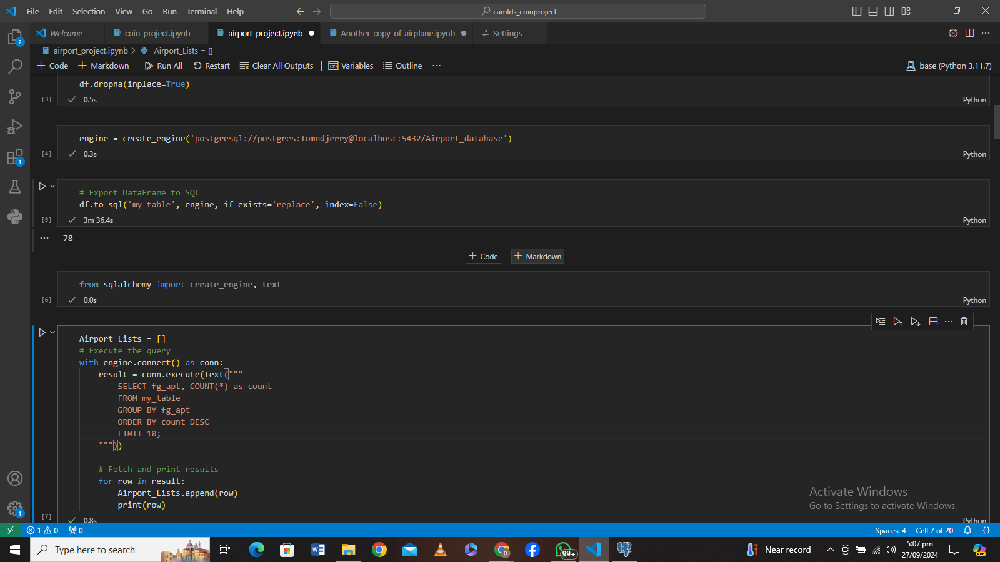 File Edit Selection View Go Run Terminal Help camlds_coinproject
Welcome coin_project.ipynb airport_project.ipynb Another_copy_of_airplane.ipynb Settings
airport_project.ipynb > Airport_Lists = []
+ Code + Markdown Run All Restart Clear All Outputs Variables Outline ... base (Python 3.11.7)
df.dropna(inplace=True)
[3] 0.5s Python
engine = create_engine('postgresql://postgres:Tomndjerry@localhost:5432/Airport_database')
[4] 0.3s Python
# Export DataFrame to SQL
df.to_sql('my_table', engine, if_exists='replace', index=False)
[5] 3m 36.4s Python
... 78
+ Code + Markdown
from sqlalchemy import create_engine, text
[6] 0.0s Python
Airport_Lists = []
# Execute the query
with engine.connect() as conn:
result = conn.execute(text("""
SELECT fg_apt, COUNT(*) as count
FROM my_table
GROUP BY fg_apt
ORDER BY count DESC
LIMIT 10;
"""))
# Fetch and print results
for row in result:
Airport_Lists.append(row)
print(row)
[7] 0.8s Python
Activate Windows
Go to Settings to activate Windows.
2
1
1
1 0 0 Spaces: 4 Cell 7 of 20
Type here to search 99+ D Near record 5:07 pm
27/09/2024
PRE